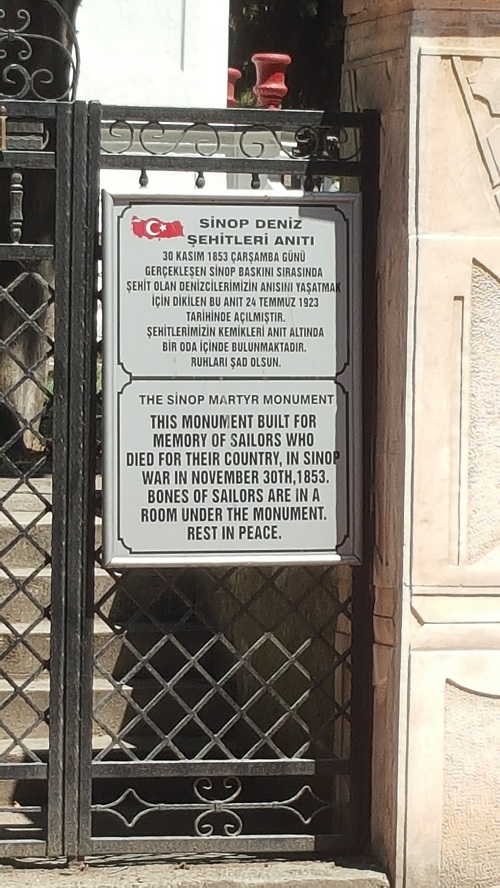 SİNOP DENİZ
ŞEHİTLERİ ANITI
30 KASIM 1853 ÇARŞAMBA GÜNÜ
GERÇEKLEŞEN SİNOP BASKINI SIRASINDA
ŞEHİT OLAN DENİZCİLERİMİZİN ANISINI YAŞATMAK
İÇİN DİKİLEN BU ANIT 24 TEMMUZ 1923
TARİHİNDE AÇILMIŞTIR.
ŞEHİTLERİMİZİN KEMİKLERİ ANIT ALTINDA
BİR ODA İÇİNDE BULUNMAKTADIR.
RUHLARI ŞAD OLSUN.
THE SINOP MARTYR MONUMENT
THIS MONUMENT BUILT FOR
MEMORY OF SAILORS WHO
DIED FOR THEIR COUNTRY, IN SINOP
WAR IN NOVEMBER 30TH,1853.
BONES OF SAILORS ARE IN A
ROOM UNDER THE MONUMENT.
REST IN PEACE.